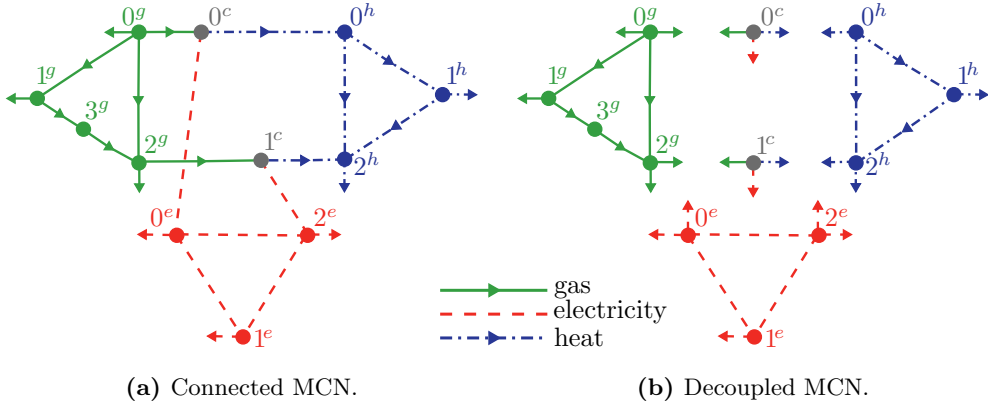 0^g 0^c 0^h 0^g 0^c 0^h
1^g 1^h 1^g 1^h
3^g 3^g
2^g 1^c 2^h 2^g 1^c 2^h
0^e 2^e 0^e 2^e
gas
electricity
1^e heat 1^e
(a) Connected MCN. (b) Decoupled MCN.